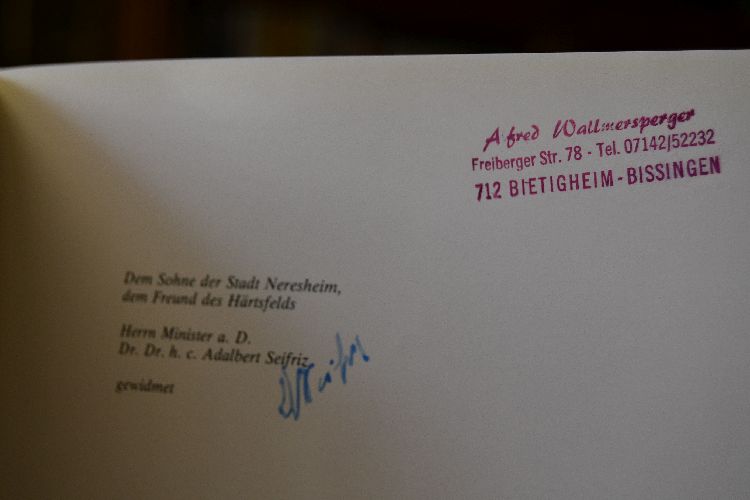 Alfred Wallmersperger
Freiberger Str. 78 - Tel. 07142/52232
712 BIETIGHEIM-BISSINGEN
Dem Sohne der Stadt Neresheim,
dem Freund des Härtsfelds
Herrn Minister a. D.
Dr. Dr. h. c. Adalbert Seifriz
gewidmet